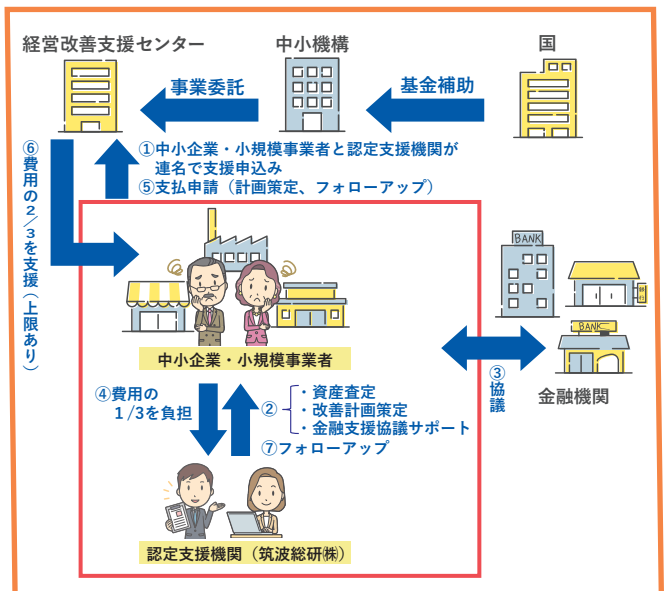 経営改善支援センター
中小機構
国
事業委託
基金補助
①中小企業・小規模事業者と認定支援機関が
連名で支援申込み
⑤支払申請（計画策定、フォローアップ）
⑥費用の2/3を支援（上限あり）
BANK
銀行
BANK
中小企業・小規模事業者
③協議
金融機関
④費用の
1/3を負担
②
・資産査定
・改善計画策定
・金融支援協議サポート
⑦フォローアップ
認定支援機関（筑波総研㈱）